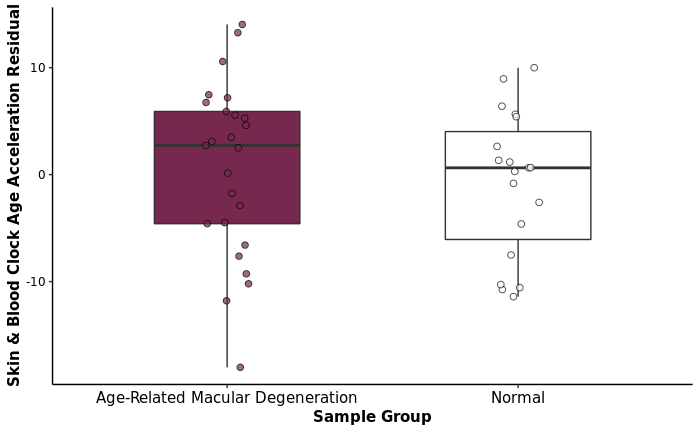 Skin & Blood Clock Age Acceleration Residual
10
0
-10
Age-Related Macular Degeneration
Normal
Sample Group